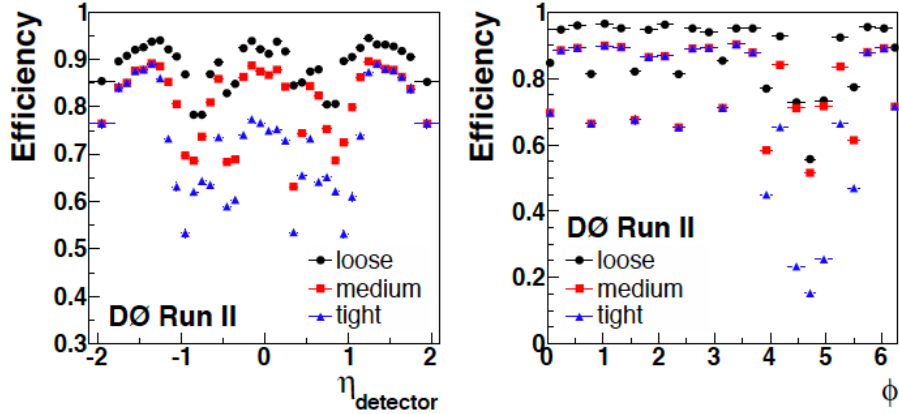 Efficiency
1
0.9
0.8
0.7
0.6
0.5
0.4
0.3
-2 -1 0 1 2
η detector
DØ Run II
loose
medium
tight
Efficiency
1
0.8
0.6
0.4
0.2
0
0 1 2 3 4 5 6
ϕ
DØ Run II
loose
medium
tight